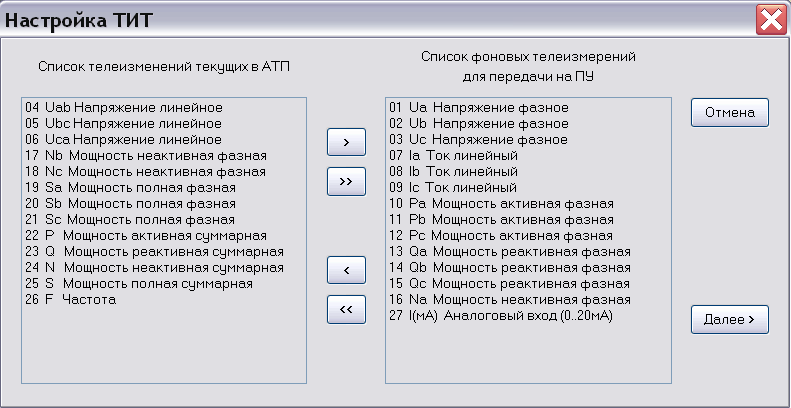 Настройка ТИТ
Список телеизменений текущих в АТП
04 Uab Напряжение линейное
05 Ubc Напряжение линейное
06 Uca Напряжение линейное
17 Nb Мощность неактивная фазная
18 Nc Мощность неактивная фазная
19 Sa Мощность полная фазная
20 Sb Мощность полная фазная
21 Sc Мощность полная фазная
22 P Мощность активная суммарная
23 Q Мощность реактивная суммарная
24 N Мощность неактивная суммарная
25 S Мощность полная суммарная
26 F Частота
>
>>
<
<<
Список фоновых телеизмерений
для передачи на ПУ
01 Ua Напряжение фазное
02 Ub Напряжение фазное
03 Uc Напряжение фазное
07 Ia Ток линейный
08 Ib Ток линейный
09 Ic Ток линейный
10 Pa Мощность активная фазная
11 Pb Мощность активная фазная
12 Pc Мощность активная фазная
13 Qa Мощность реактивная фазная
14 Qb Мощность реактивная фазная
15 Qc Мощность реактивная фазная
16 Na Мощность неактивная фазная
27 I(мА) Аналоговый вход (0..20мА)
Отмена
Далее >